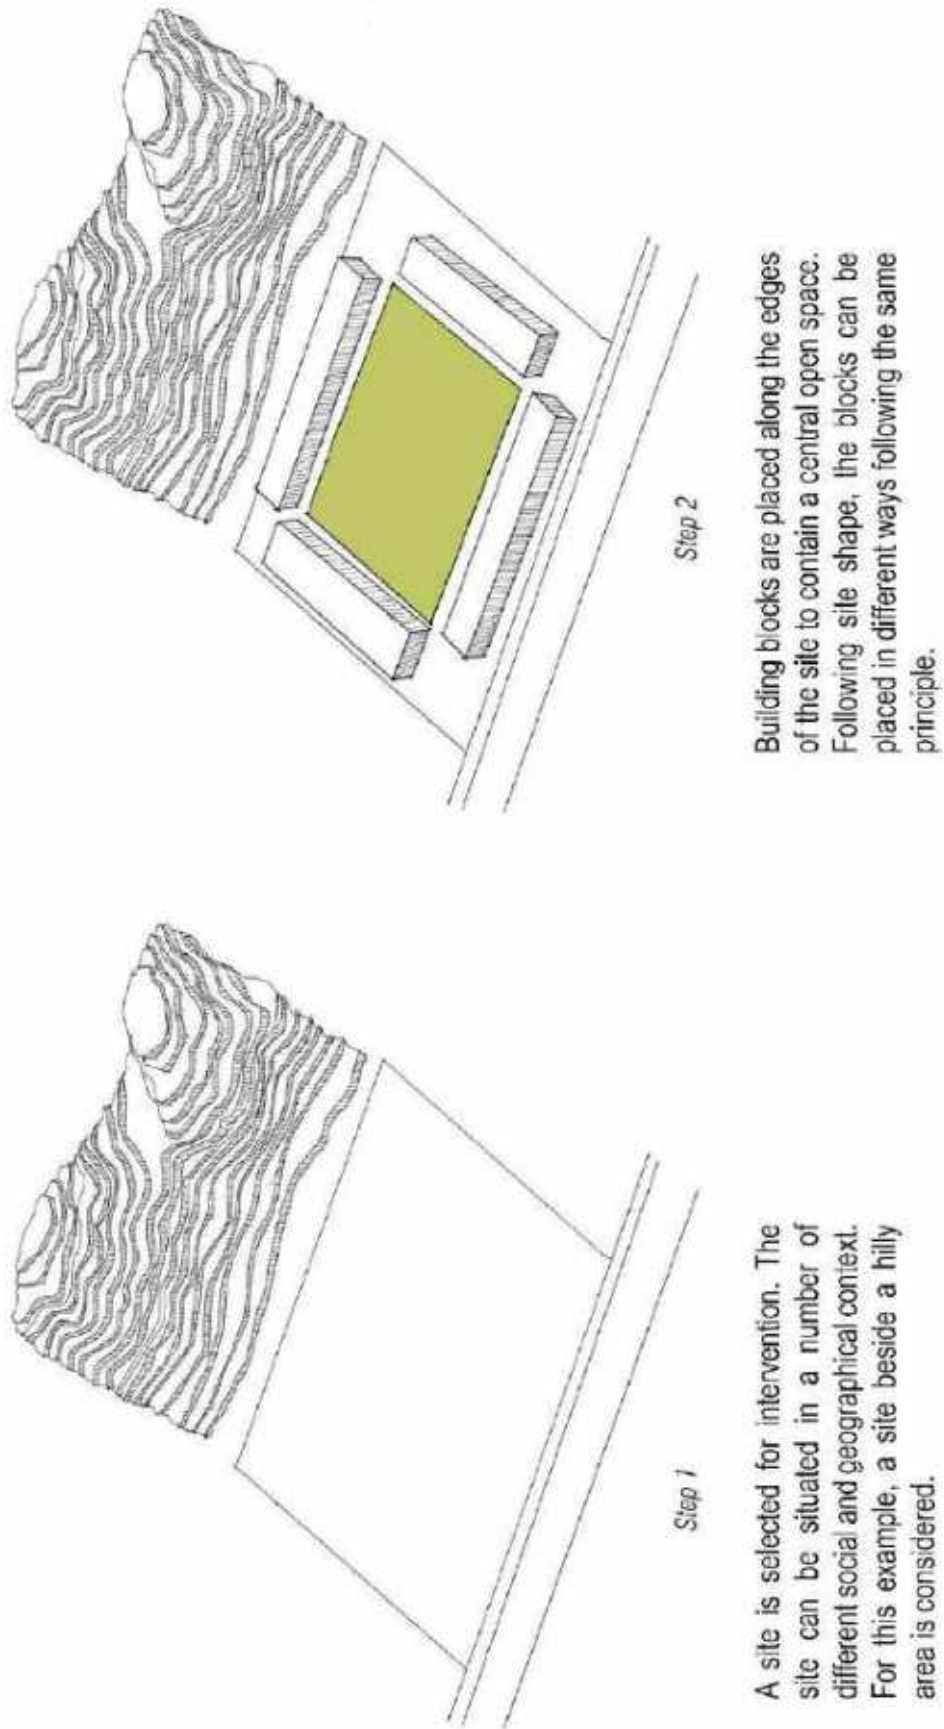 Step 1
A site is selected for intervention. The
site can be situated in a number of
different social and geographical context.
For this example, a site beside a hilly
area is considered.
Step 2
Building blocks are placed along the edges
of the site to contain a central open space.
Following site shape, the blocks can be
placed in different ways following the same
principle.